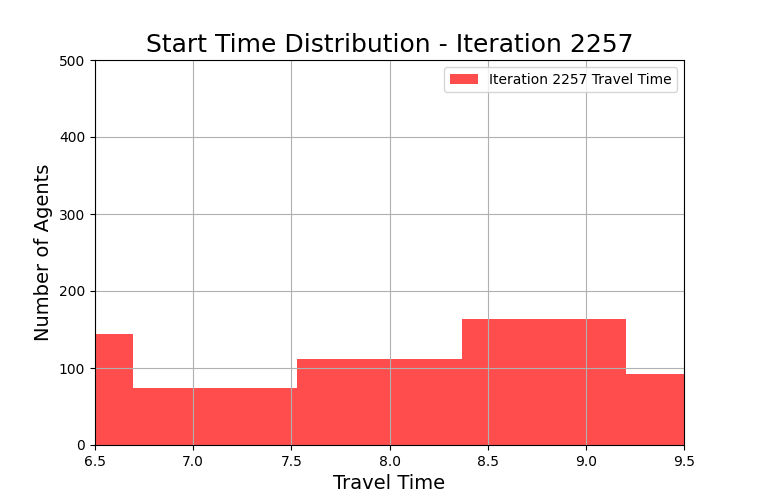 Start Time Distribution - Iteration 2257
Iteration 2257 Travel Time
Number of Agents
500
400
300
200
100
0
6.5 7.0 7.5 8.0 8.5 9.0 9.5
Travel Time